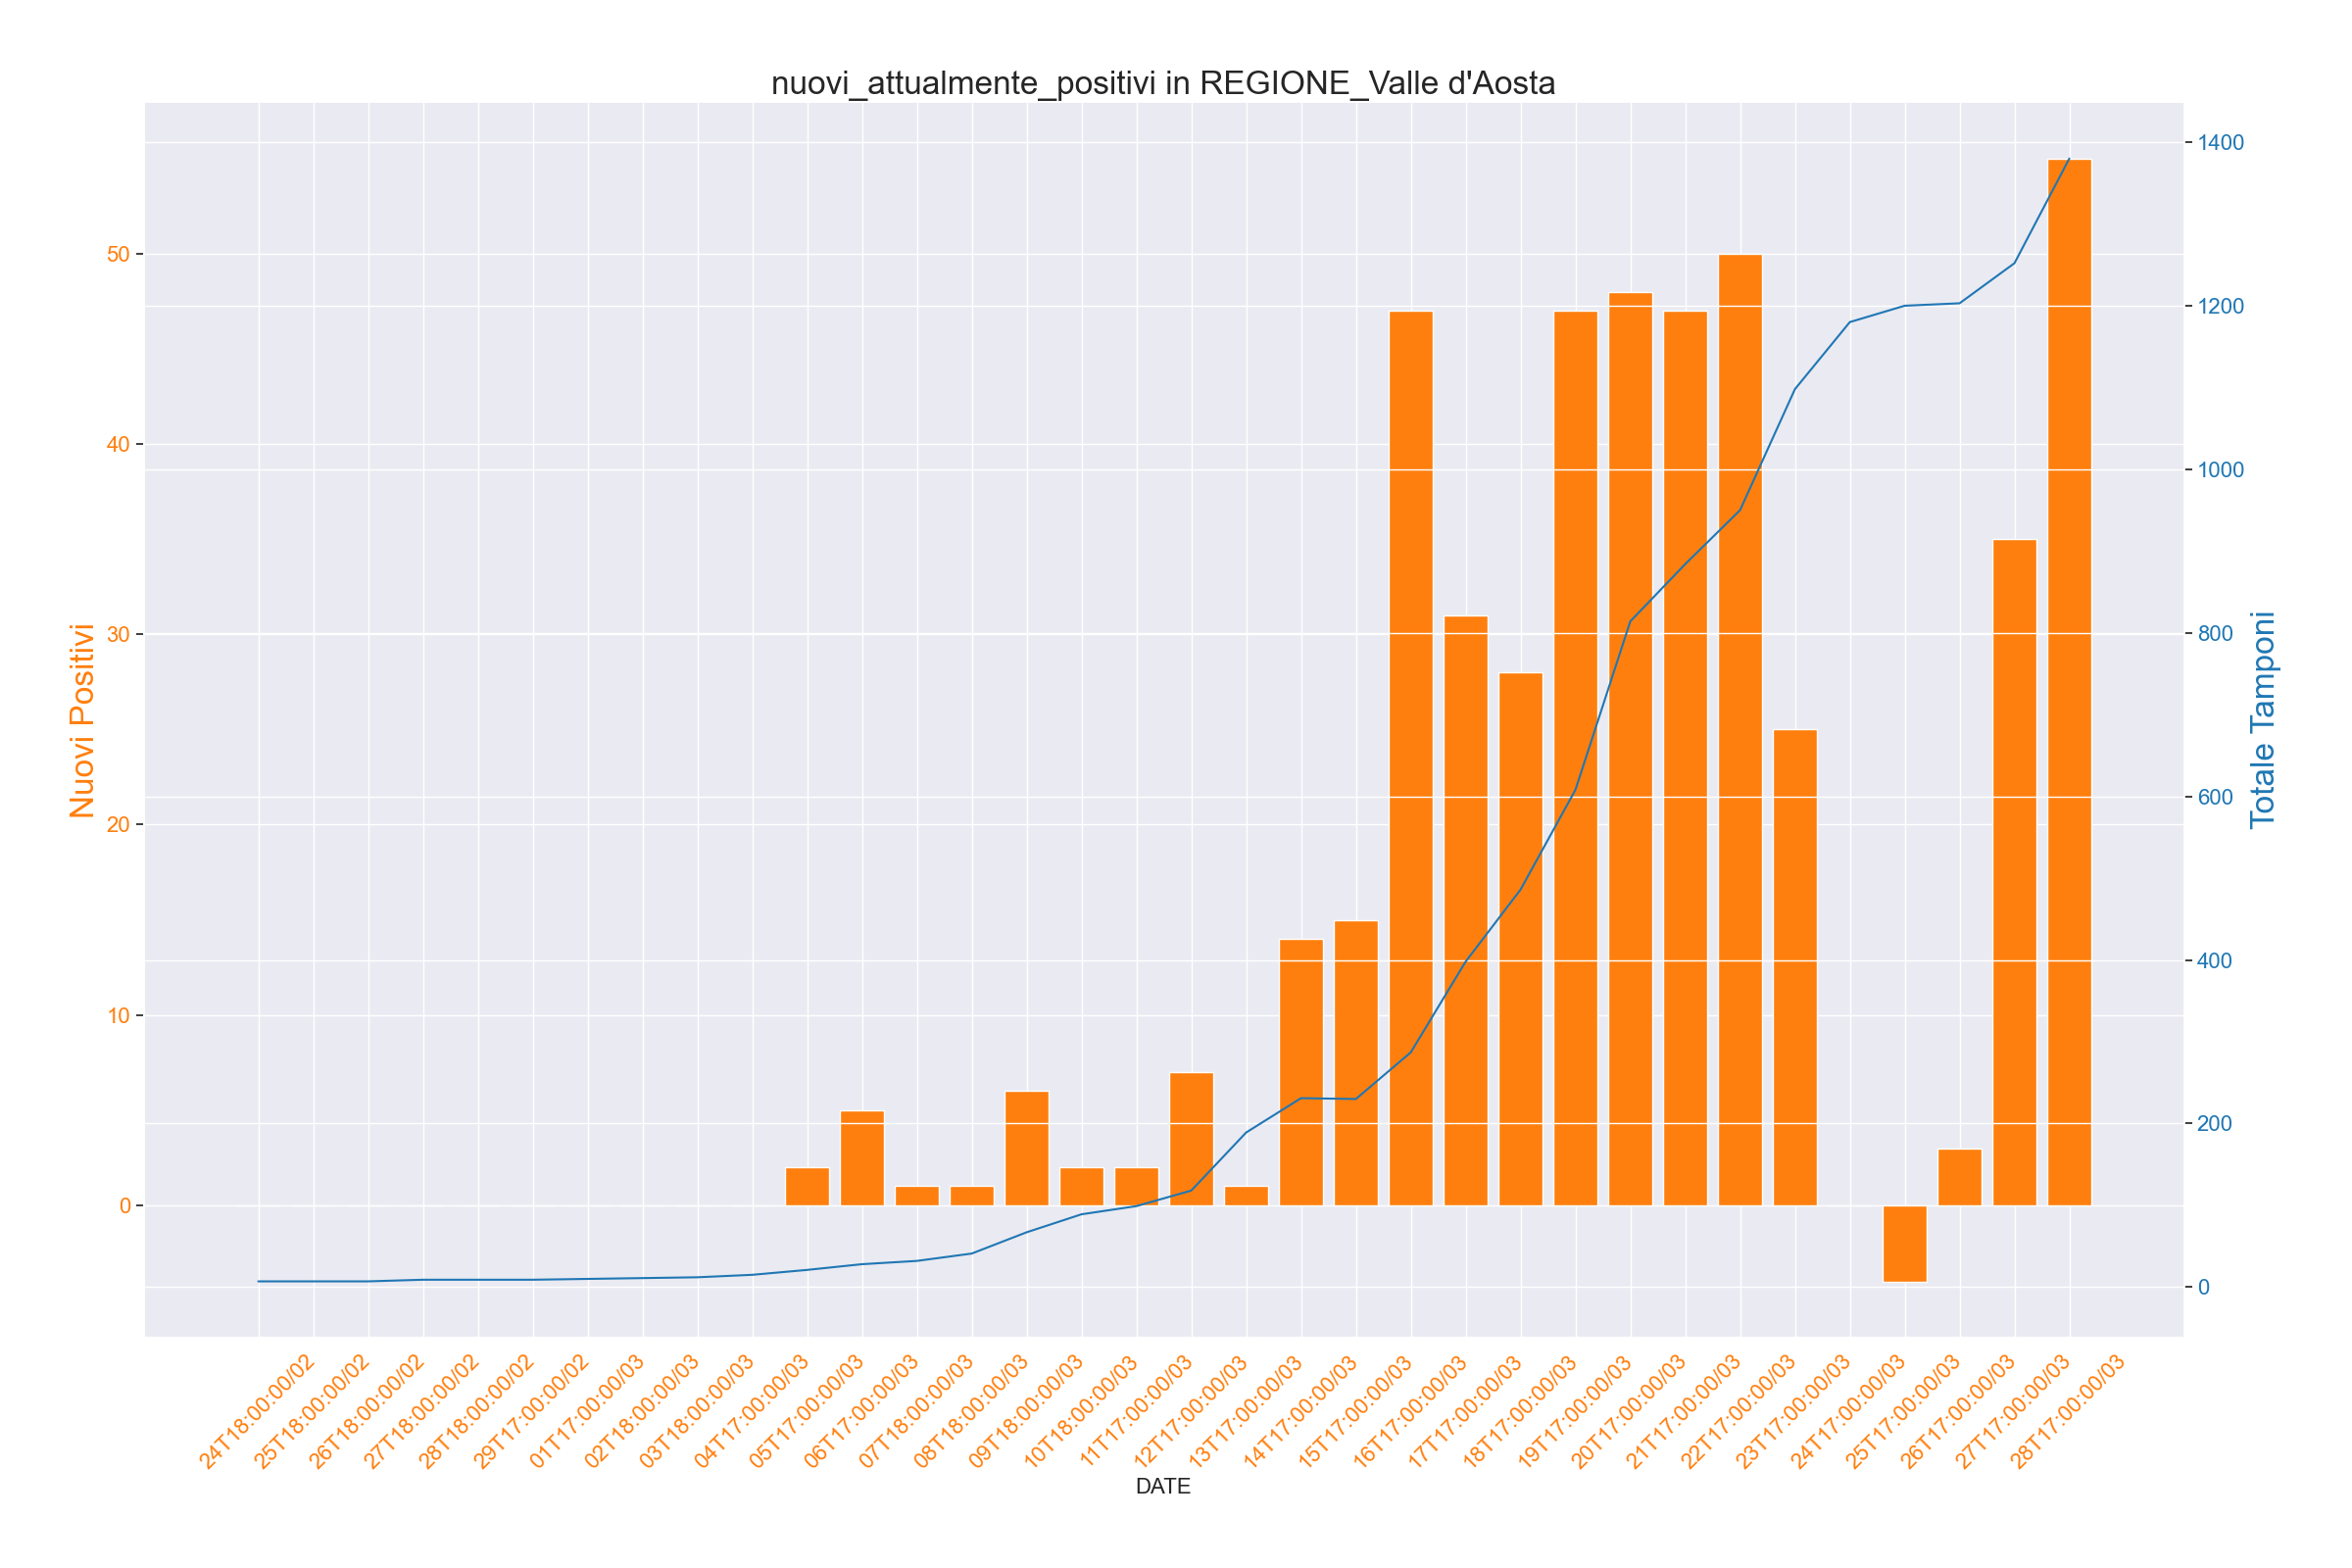 nuovi_attualmente_positivi in REGIONE_Valle d'Aosta
50
40
30
20
10
0
Nuovi Positivi
1400
1200
1000
800
600
400
200
0
Totale Tamponi
24T18:00:00/02
25T18:00:00/02
26T18:00:00/02
27T18:00:00/02
28T18:00:00/02
29T17:00:00/02
01T17:00:00/03
02T18:00:00/03
03T18:00:00/03
04T17:00:00/03
05T17:00:00/03
06T17:00:00/03
07T18:00:00/03
08T18:00:00/03
09T18:00:00/03
10T18:00:00/03
11T17:00:00/03
12T17:00:00/03
13T17:00:00/03
14T17:00:00/03
15T17:00:00/03
16T17:00:00/03
17T17:00:00/03
18T17:00:00/03
19T17:00:00/03
20T17:00:00/03
21T17:00:00/03
22T17:00:00/03
23T17:00:00/03
24T17:00:00/03
25T17:00:00/03
26T17:00:00/03
27T17:00:00/03
28T17:00:00/03
DATE